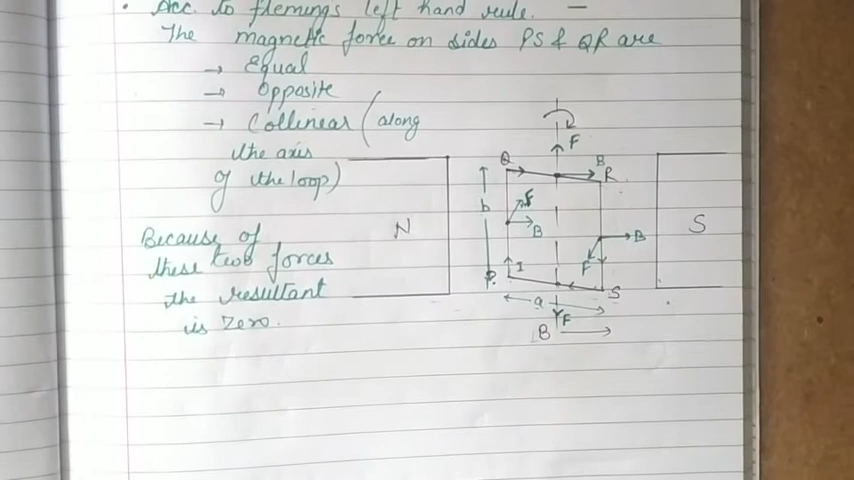 • Acc. to flemings left hand rule. —
The magnetic force on sides PS & QR are
→ Equal
→ Opposite
→ Collinear (along
the axis
of the loop)
Because of
these two forces
the resultant
is Zero.
N
S
F
Q
B
R
b
F
B
B
F
I
P
S
a
F
B